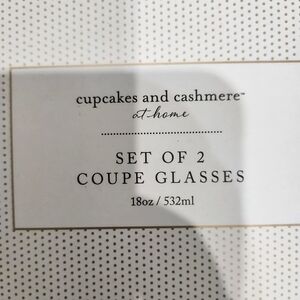 cupcakes and cashmere™
at home
SET OF 2
COUPE GLASSES
18oz / 532ml